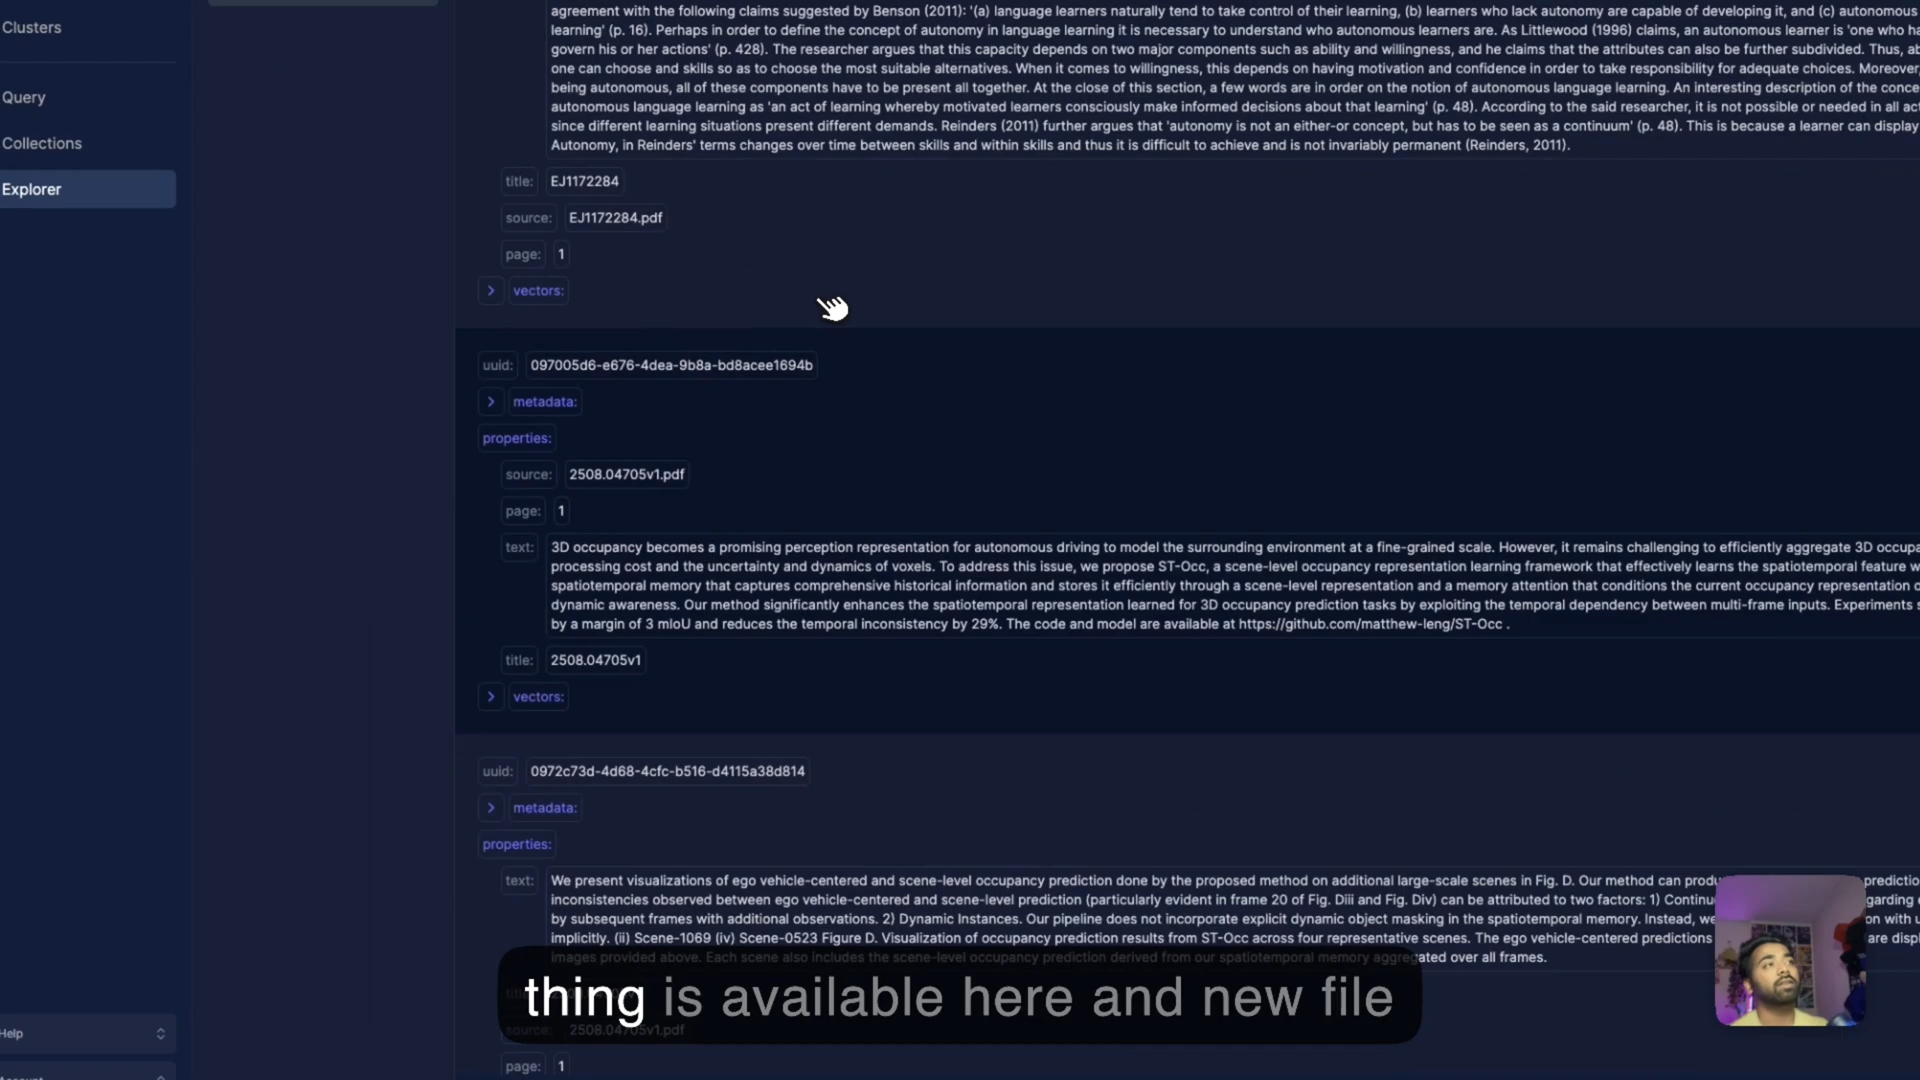 Clusters
Query
Collections
Explorer
Help
agreement with the following claims suggested by Benson (2011): '(a) language learners naturally tend to take control of their learning, (b) learners who lack autonomy are capable of developing it, and (c) autonomous
learning' (p. 16). Perhaps in order to define the concept of autonomy in language learning it is necessary to understand who autonomous learners are. As Littlewood (1996) claims, an autonomous learner is 'one who ha
govern his or her actions' (p. 428). The researcher argues that this capacity depends on two major components such as ability and willingness, and he claims that the attributes can also be further subdivided. Thus, ab
one can choose and skills so as to choose the most suitable alternatives. When it comes to willingness, this depends on having motivation and confidence in order to take responsibility for adequate choices. Moreover,
being autonomous, all of these components have to be present all together. At the close of this section, a few words are in order on the notion of autonomous language learning. An interesting description of the conce
autonomous language learning as 'an act of learning whereby motivated learners consciously make informed decisions about that learning' (p. 48). According to the said researcher, it is not possible or needed in all act
since different learning situations present different demands. Reinders (2011) further argues that 'autonomy is not an either-or concept, but has to be seen as a continuum' (p. 48). This is because a learner can display
Autonomy, in Reinders' terms changes over time between skills and within skills and thus it is difficult to achieve and is not invariably permanent (Reinders, 2011).
title: EJ1172284
source: EJ1172284.pdf
page: 1
vectors:
uuid: 097005d6-e676-4dea-9b8a-bd8acee1694b
metadata:
properties:
source: 2508.04705v1.pdf
page: 1
text: 3D occupancy becomes a promising perception representation for autonomous driving to model the surrounding environment at a fine-grained scale. However, it remains challenging to efficiently aggregate 3D occupa
processing cost and the uncertainty and dynamics of voxels. To address this issue, we propose ST-Occ, a scene-level occupancy representation learning framework that effectively learns the spatiotemporal feature w
spatiotemporal memory that captures comprehensive historical information and stores it efficiently through a scene-level representation and a memory attention that conditions the current occupancy representation o
dynamic awareness. Our method significantly enhances the spatiotemporal representation learned for 3D occupancy prediction tasks by exploiting the temporal dependency between multi-frame inputs. Experiments s
by a margin of 3 mIoU and reduces the temporal inconsistency by 29%. The code and model are available at https://github.com/matthew-leng/ST-Occ .
title: 2508.04705v1
vectors:
uuid: 0972c73d-4d68-4cfc-b516-d4115a38d814
metadata:
properties:
text: We present visualizations of ego vehicle-centered and scene-level occupancy prediction done by the proposed method on additional large-scale scenes in Fig. D. Our method can produ prediction
inconsistencies observed between ego vehicle-centered and scene-level prediction (particularly evident in frame 20 of Fig. Diii and Fig. Div) can be attributed to two factors: 1) Continu garding
by subsequent frames with additional observations. 2) Dynamic Instances. Our pipeline does not incorporate explicit dynamic object masking in the spatiotemporal memory. Instead, we on with u
implicitly. (ii) Scene-1069 (iv) Scene-0523 Figure D. Visualization of occupancy prediction results from ST-Occ across four representative scenes. The ego vehicle-centered predictions are displ
images provided above. Each scene also includes the scene-level occupancy prediction derived from our spatiotemporal memory aggregated over all frames.
thing is available here and new file
source: 2508.04705v1.pdf
page: 1